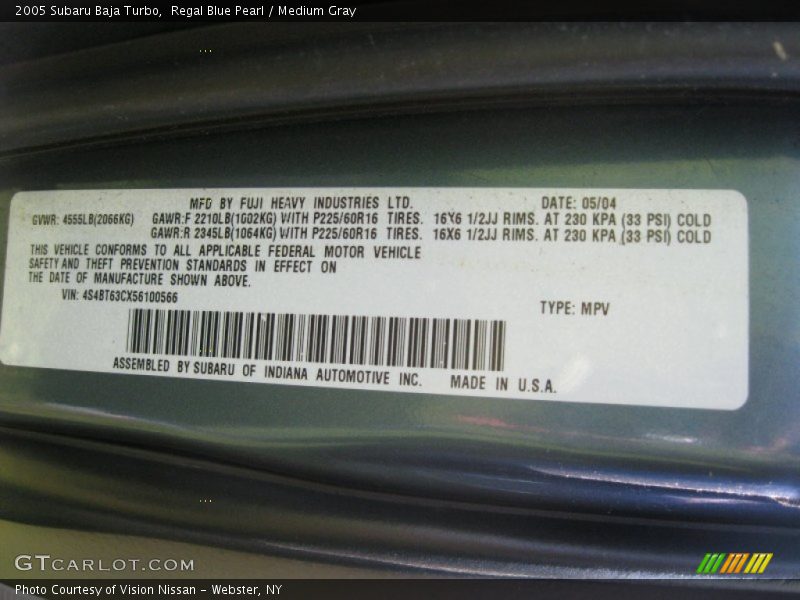 2005 Subaru Baja Turbo,  Regal Blue Pearl / Medium Gray
MFD BY FUJI HEAVY INDUSTRIES LTD. DATE: 05/04
GVWR: 4555LB(2066KG) GAWR:F 2210LB(1002KG) WITH P225/60R16 TIRES. 16X6 1/2JJ RIMS. AT 230 KPA (33 PSI) COLD
GAWR:R 2345LB(1064KG) WITH P225/60R16 TIRES. 16X6 1/2JJ RIMS. AT 230 KPA (33 PSI) COLD
THIS VEHICLE CONFORMS TO ALL APPLICABLE FEDERAL MOTOR VEHICLE
SAFETY AND THEFT PREVENTION STANDARDS IN EFFECT ON
THE DATE OF MANUFACTURE SHOWN ABOVE.
VIN: 4S4BT63CX56100566 TYPE: MPV
ASSEMBLED BY SUBARU OF INDIANA AUTOMOTIVE INC. MADE IN U.S.A.
GTCARLOT.COM
Photo Courtesy of Vision Nissan - Webster, NY